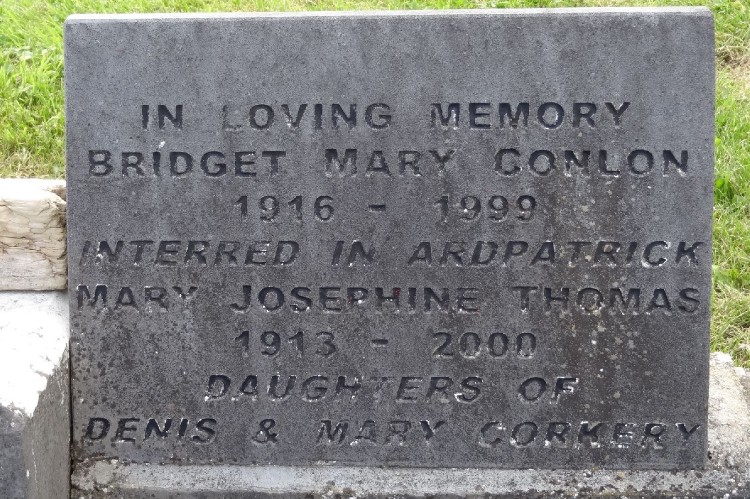 IN LOVING MEMORY
BRIDGET MARY CONLON
1916 - 1999
INTERRED IN ARDPATRICK
MARY JOSEPHINE THOMAS
1913 - 2000
DAUGHTERS OF
DENIS & MARY CORKERY